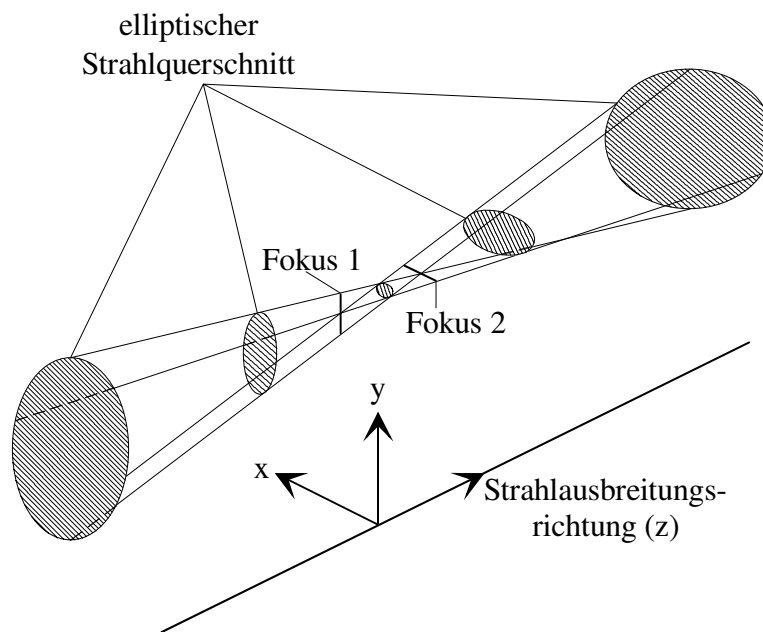 elliptischer
Strahlquerschnitt
Fokus 1
Fokus 2
y
x
Strahlausbreitungs-
richtung (z)